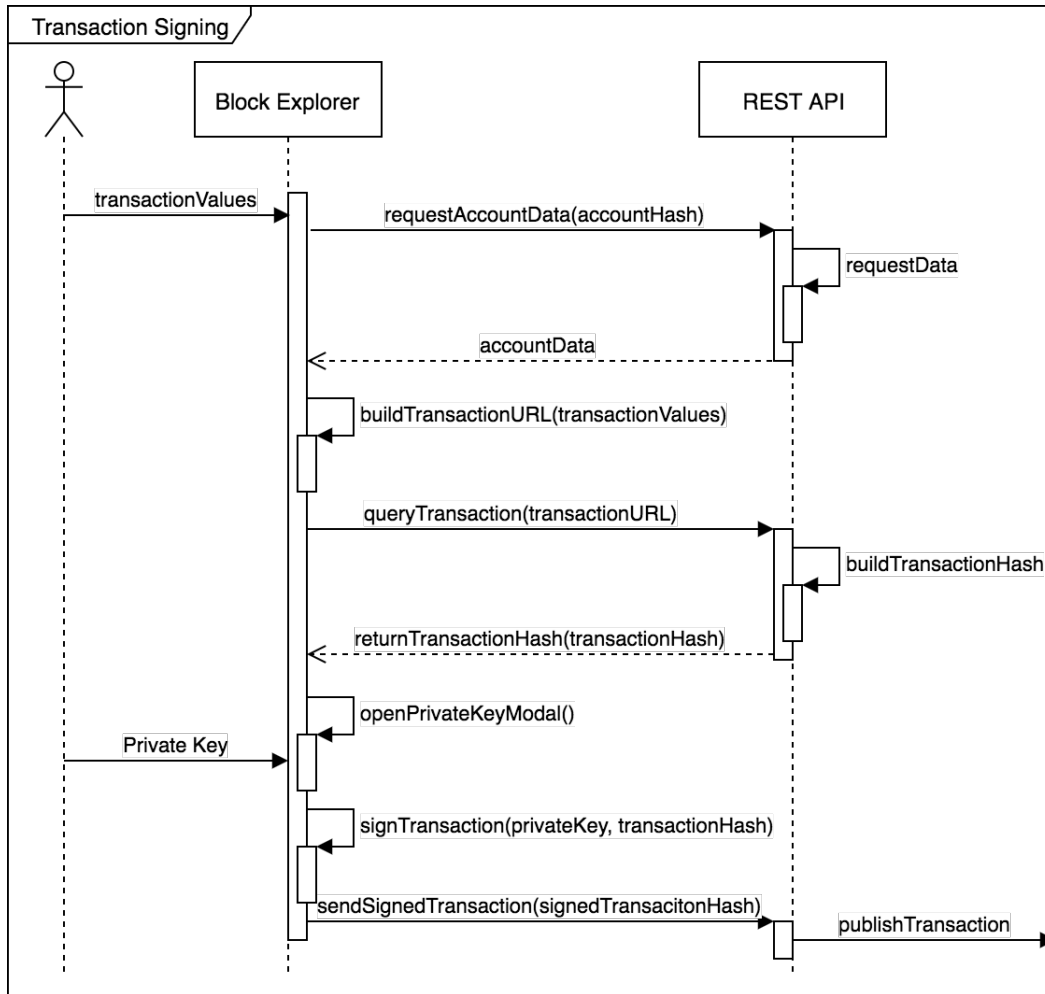 Transaction Signing
Block Explorer
REST API
transactionValues
requestAccountData(accountHash)
requestData
accountData
buildTransactionURL(transactionValues)
queryTransaction(transactionURL)
buildTransactionHash
returnTransactionHash(transactionHash)
openPrivateKeyModal()
Private Key
signTransaction(privateKey, transactionHash)
sendSignedTransaction(signedTransacitonHash)
publishTransaction